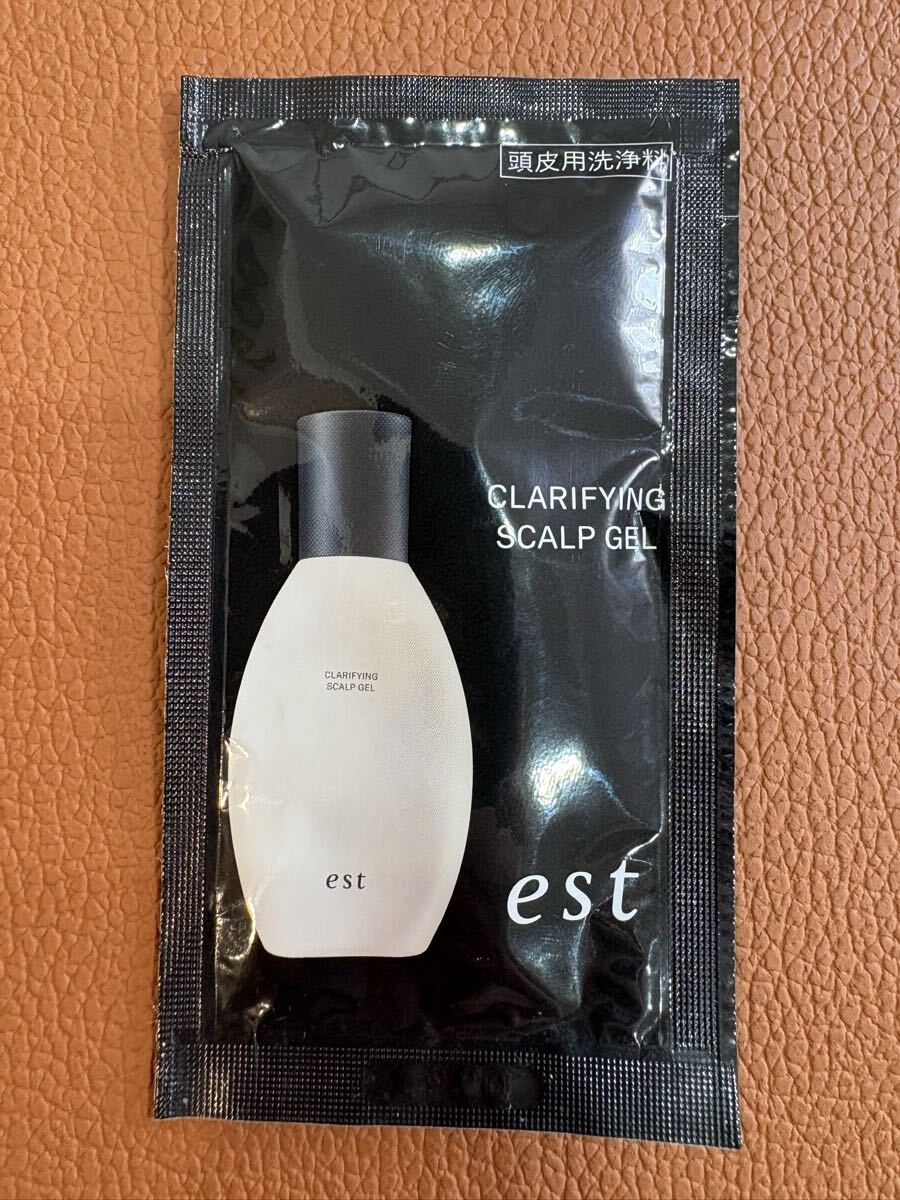 頭皮用洗浄料
CLARIFYING
SCALP GEL
CLARIFYING
SCALP GEL
est
est